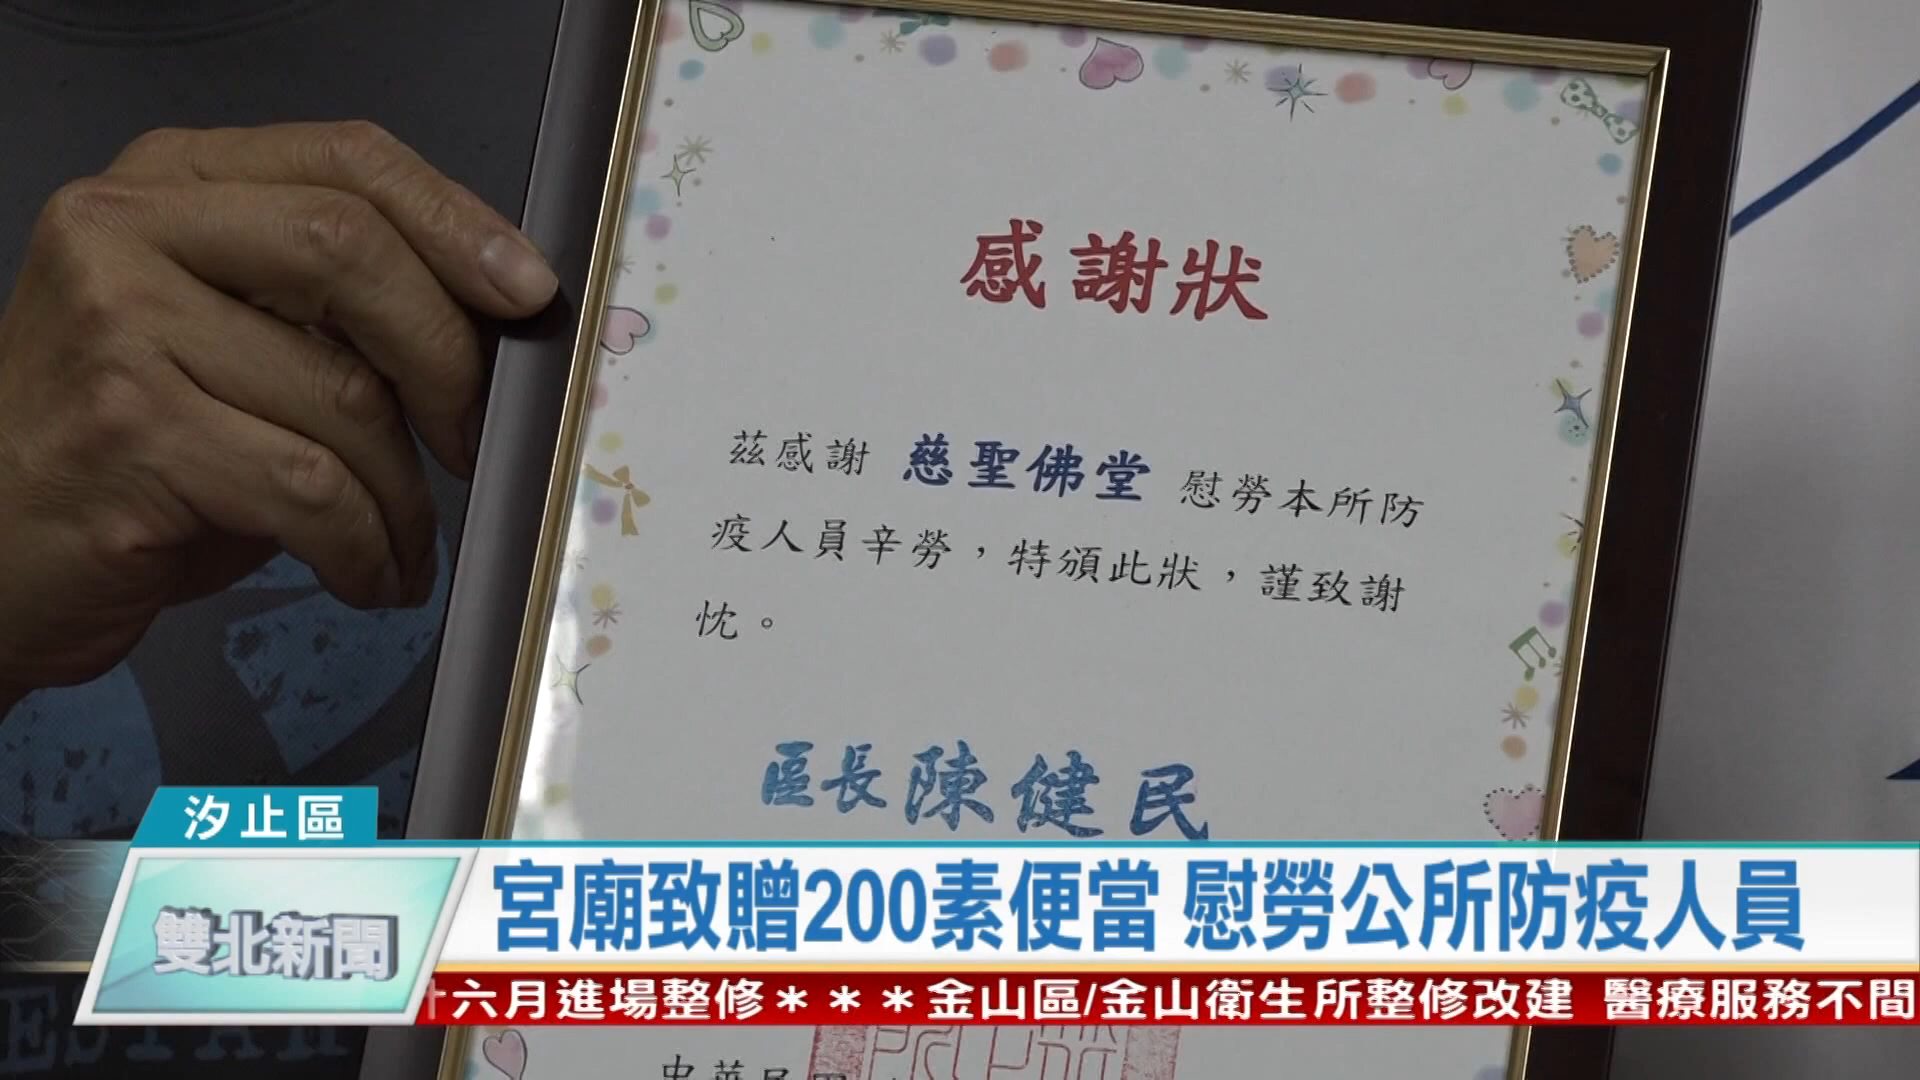 感謝狀
茲感謝 慈聖佛堂 慰勞本所防
疫人員辛勞，特頒此狀，謹致謝
忱。
區長陳健民
汐止區
雙北新聞
宮廟致贈200素便當 慰勞公所防疫人員
六月進場整修＊＊＊金山區/金山衛生所整修改建 醫療服務不間
中華民國